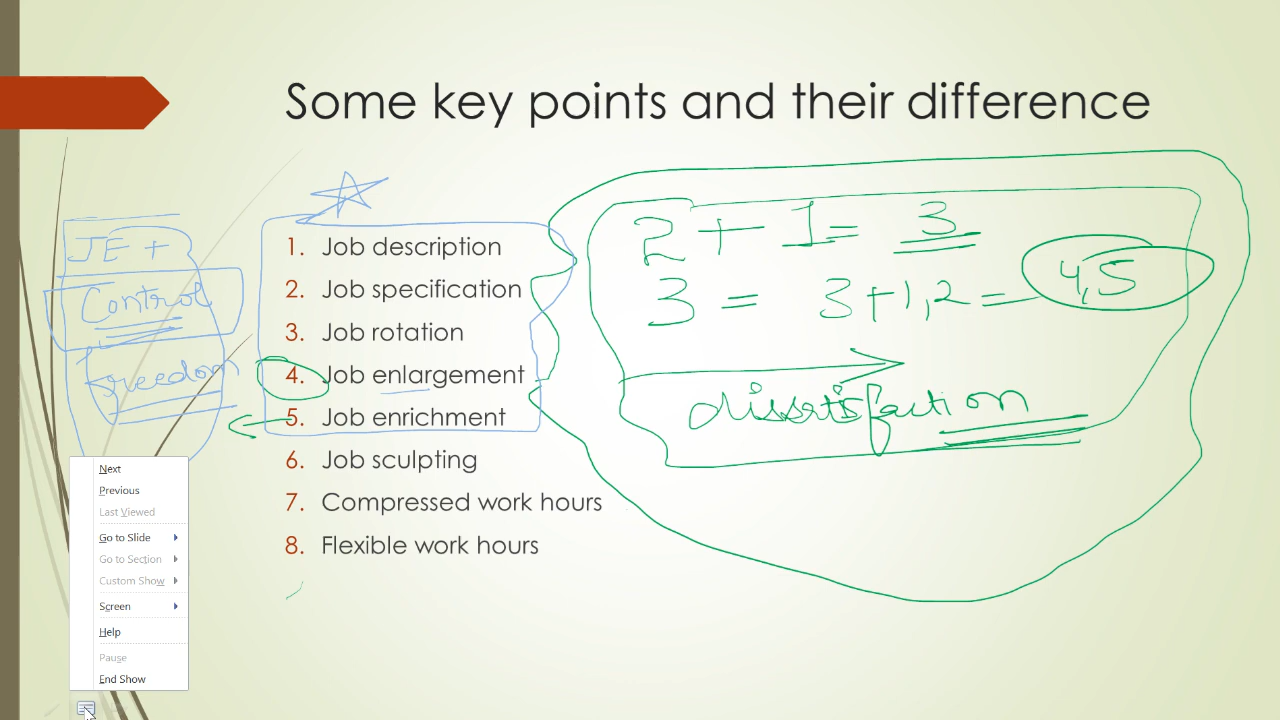 Some key points and their difference
JE +
Control
freedom
1. Job description
2. Job specification
3. Job rotation
4. Job enlargement
5. Job enrichment
6. Job sculpting
7. Compressed work hours
8. Flexible work hours
2 + 1 = 3
3 = 3+1,2 = 4,5
Next
Previous
Last Viewed
Go to Slide
Go to Section
Custom Show
Screen
Help
Pause
End Show